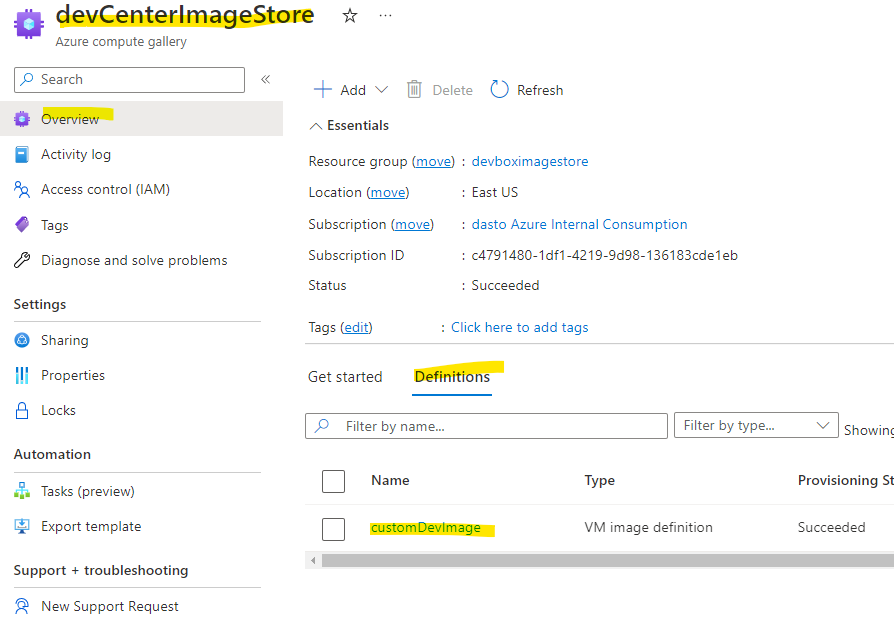 devCenterImageStore
Azure compute gallery
Search
Overview
Activity log
Access control (IAM)
Tags
Diagnose and solve problems
Settings
Sharing
Properties
Locks
Automation
Tasks (preview)
Export template
Support + troubleshooting
New Support Request
Add
Delete
Refresh
Essentials
Resource group (move) : devboximagestore
Location (move) : East US
Subscription (move) : dasto Azure Internal Consumption
Subscription ID : c4791480-1df1-4219-9d98-136183cde1eb
Status : Succeeded
Tags (edit) : Click here to add tags
Get started Definitions
Filter by name... Filter by type... Showing
Name Type Provisioning St
customDevImage VM image definition Succeeded